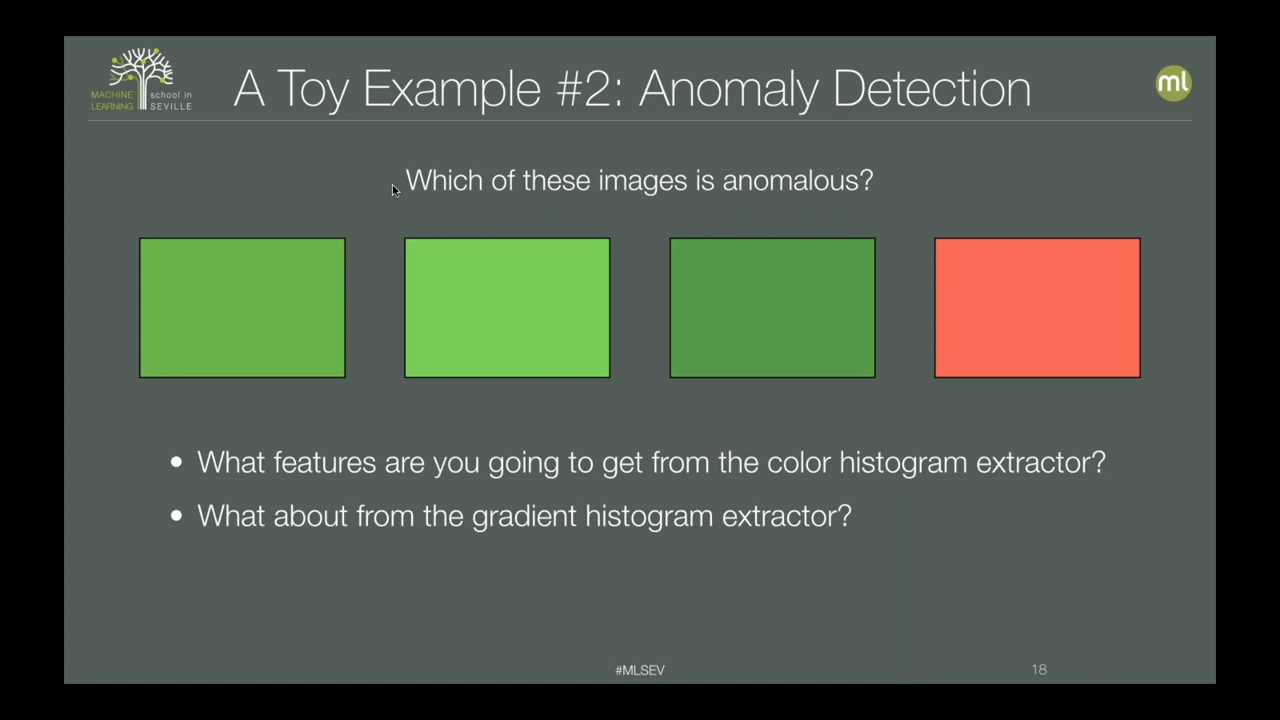 MACHINE LEARNING
school in SEVILLE
A Toy Example #2: Anomaly Detection
ml
Which of these images is anomalous?
• What features are you going to get from the color histogram extractor?
• What about from the gradient histogram extractor?
#MLSEV
18